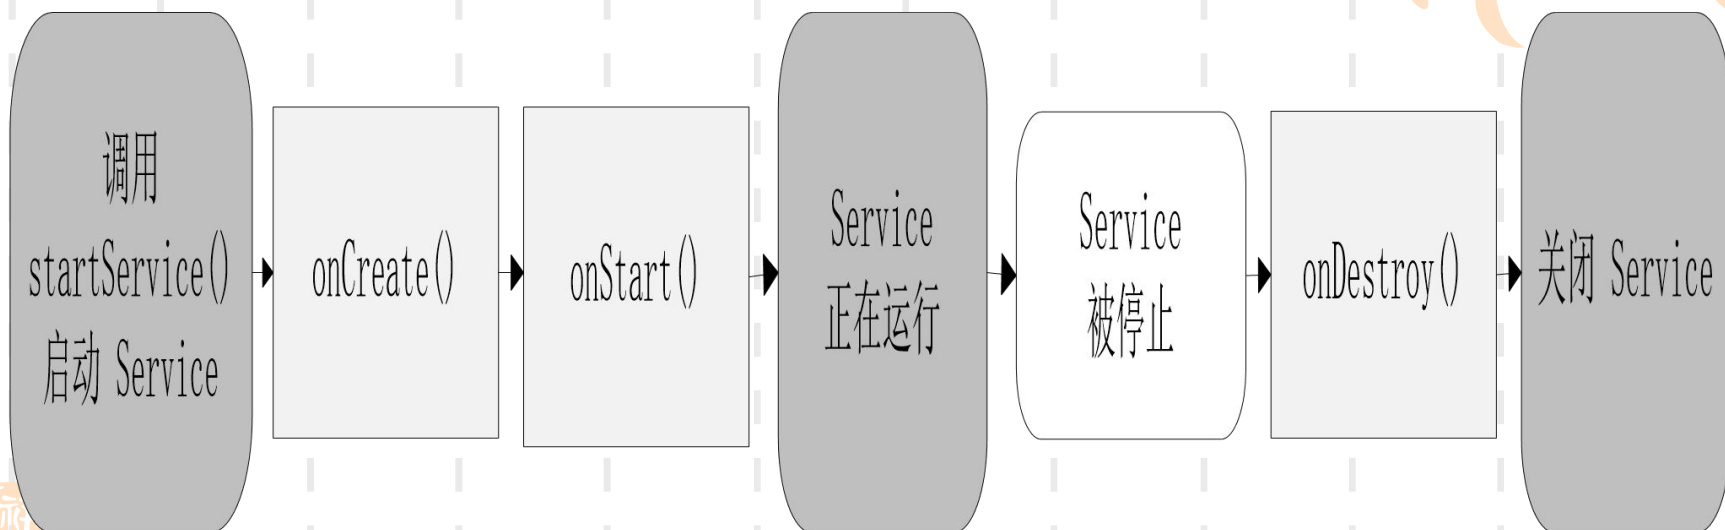 调用
startService()
启动 Service
onCreate()
onStart()
Service
正在运行
Service
被停止
onDestroy()
关闭 Service